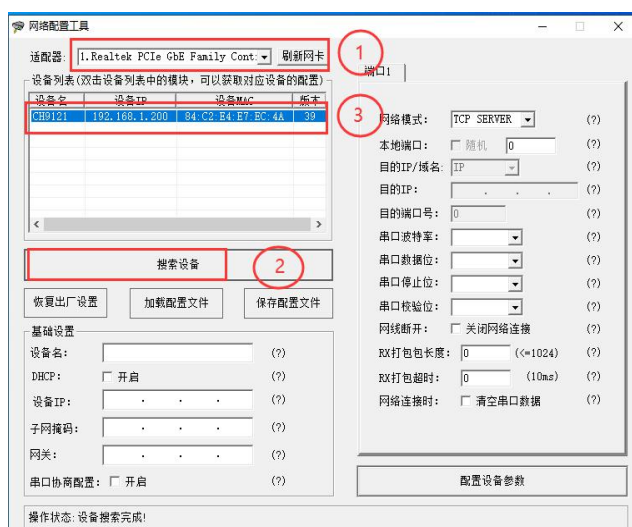 网络配置工具
适配器: 1.Realtek PCIe GbE Family Cont: 刷新网卡
1
设备列表(双击设备列表中的模块，可以获取对应设备的配置)
设备名 设备IP 设备MAC 版本
CH9121 192.168.1.200 84:C2:E4:E7:EC:4A 39
3
搜索设备
2
恢复出厂设置 加载配置文件 保存配置文件
基础设置
设备名: (?)
DHCP: 开启 (?)
设备IP: . . . (?)
子网掩码: . . . (?)
网关: . . . (?)
串口协商配置: 开启 (?)
端口1
网络模式: TCP SERVER (?)
本地端口: 随机 0 (?)
目的IP/域名: IP (?)
目的IP: . . . (?)
目的端口号: 0 (?)
串口波特率: (?)
串口数据位: (?)
串口停止位: (?)
串口校验位: (?)
网线断开: 关闭网络连接 (?)
RX打包包长度: 0 (<=1024) (?)
RX打包超时: 0 (10ms) (?)
网络连接时: 清空串口数据 (?)
配置设备参数
操作状态:设备搜索完成!